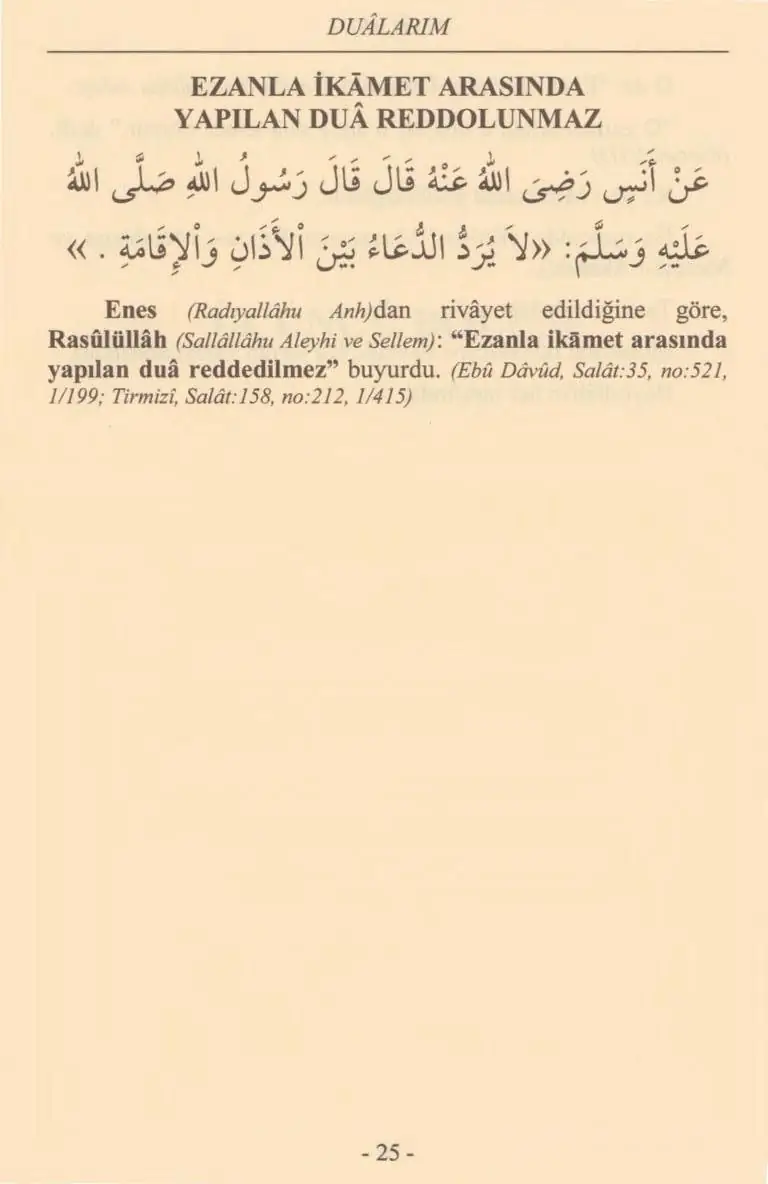 DUÂLARIM
EZANLA İKĀMET ARASINDA
YAPILAN DUÂ REDDOLUNMAZ
عَنْ أَنَسٍ رَضِىَ اللهُ عَنْهُ قَالَ قَالَ رَسُولُ اللهِ صَلَّى اللهُ
عَلَيْهِ وَسَلَّمَ: «لاَ يُرَدُّ الدُّعَاءُ بَيْنَ اْلأَذَانِ وَاْلإِقَامَةِ . »
Enes (Radıyallâhu Anh)dan rivâyet edildiğine göre,
Rasûlüllâh (Sallâllâhu Aleyhi ve Sellem): “Ezanla ikāmet arasında
yapılan duâ reddedilmez” buyurdu. (Ebû Dâvûd, Salât:35, no:521,
1/199; Tirmizî, Salât:158, no:212, 1/415)
- 25 -